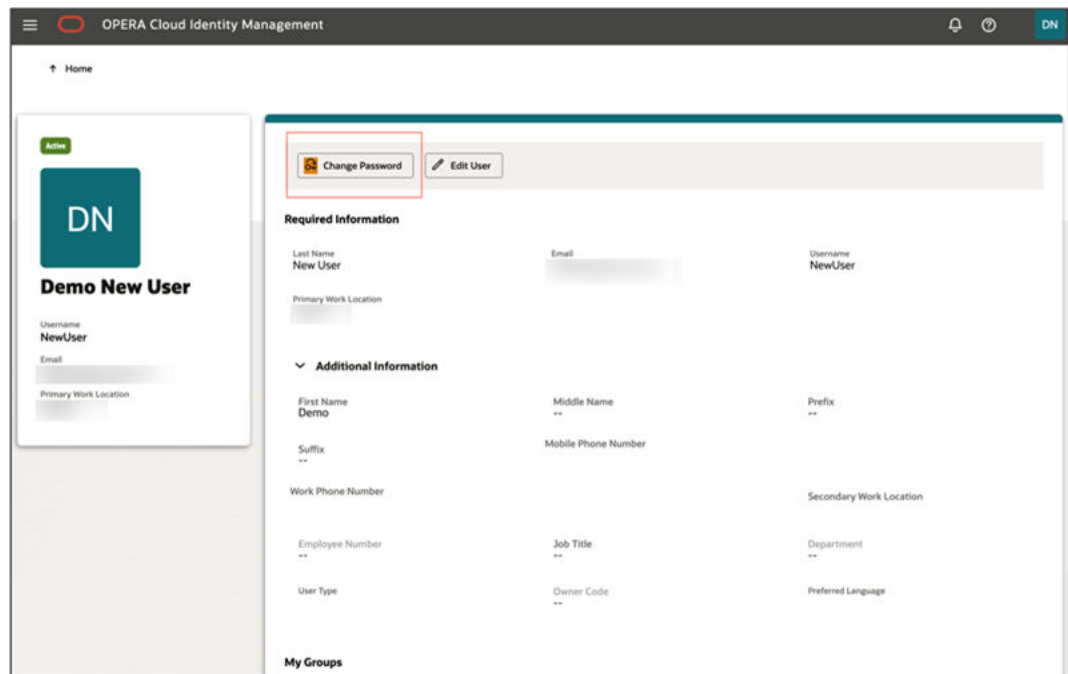 OPERA Cloud Identity Management
DN
Home
Active
DN
Demo New User
Username
NewUser
Email
Primary Work Location
Change Password
Edit User
Required Information
Last Name Email Username
New User NewUser
Primary Work Location
Additional Information
First Name Middle Name Prefix
Demo -- --
Suffix Mobile Phone Number
--
Work Phone Number Secondary Work Location
Employee Number Job Title Department
-- -- --
User Type Owner Code Preferred Language
--
My Groups